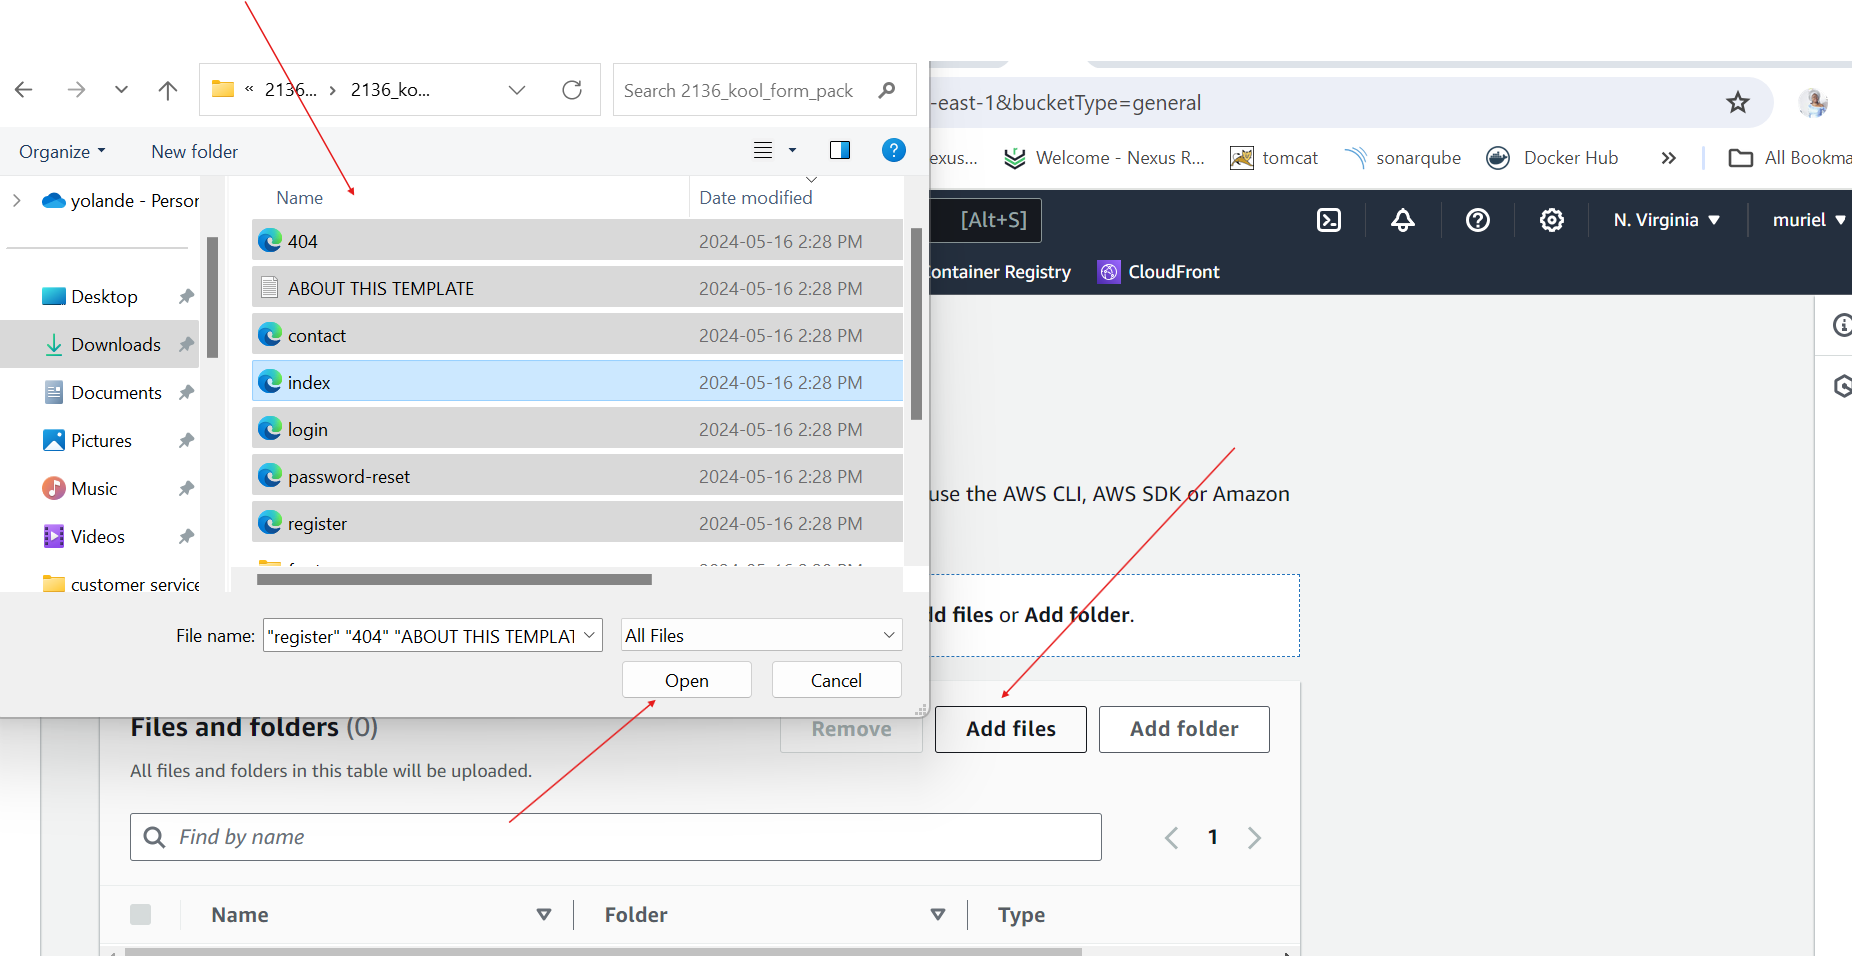 « 2136... > 2136_ko...
Search 2136_kool_form_pack
-east-1&bucketType=general
Organize
New folder
?
exus...
Welcome - Nexus R...
tomcat
sonarqube
Docker Hub
»
All Bookma
yolande - Persor
Name
Date modified
[Alt+S]
N. Virginia
muriel
404
2024-05-16 2:28 PM
ontainer Registry
CloudFront
Desktop
ABOUT THIS TEMPLATE
2024-05-16 2:28 PM
Downloads
contact
2024-05-16 2:28 PM
Documents
index
2024-05-16 2:28 PM
Pictures
login
2024-05-16 2:28 PM
Music
password-reset
2024-05-16 2:28 PM
use the AWS CLI, AWS SDK or Amazon
Videos
register
2024-05-16 2:28 PM
customer service
dd files or Add folder.
File name:
"register" "404" "ABOUT THIS TEMPLAT
All Files
Open
Cancel
Files and folders (0)
Remove
Add files
Add folder
All files and folders in this table will be uploaded.
Find by name
1
Name
Folder
Type